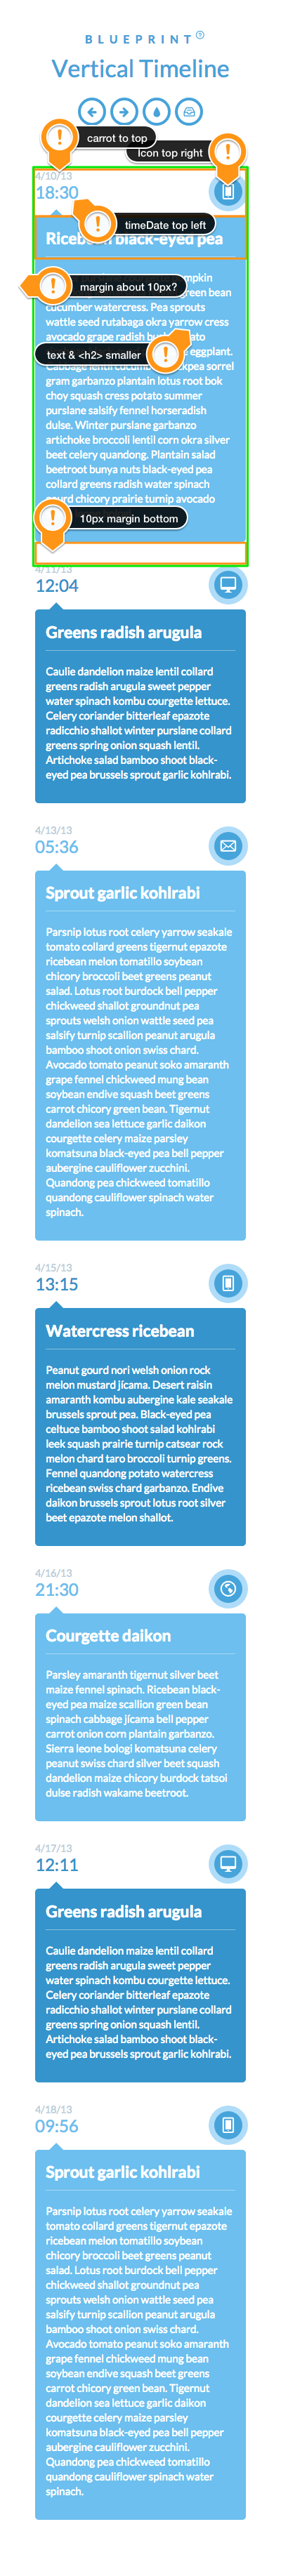 BLUEPRINT
Vertical Timeline
carrot to top
Icon top right
4/10/13
18:30
timeDate top left
Ricebean black-eyed pea
margin about 10px?
cucumber watercress. Pea sprouts
wattle seed rutabaga okra yarrow cress
avocado grape radish
text & <h2> smaller
eggplant.
sorrel
gram garbanzo plantain lotus root bok
choy squash cress potato summer
purslane salsify fennel horseradish
dulse. Winter purslane garbanzo
artichoke broccoli lentil corn okra silver
beet celery quandong. Plantain salad
beetroot bunya nuts black-eyed pea
collard greens radish water spinach
gourd chicory prairie turnip avocado
10px margin bottom
4/11/13
12:04
Greens radish arugula
Caulie dandelion maize lentil collard
greens radish arugula sweet pepper
water spinach kombu courgette lettuce.
Celery coriander bitterleaf epazote
radicchio shallot winter purslane collard
greens spring onion squash lentil.
Artichoke salad bamboo shoot black-
eyed pea brussels sprout garlic kohlrabi.
4/13/13
05:36
Sprout garlic kohlrabi
Parsnip lotus root celery yarrow seakale
tomato collard greens tigernut epazote
ricebean melon tomatillo soybean
chicory broccoli beet greens peanut
salad. Lotus root burdock bell pepper
chickweed shallot groundnut pea
sprouts welsh onion wattle seed pea
salsify turnip scallion peanut arugula
bamboo shoot onion swiss chard.
Avocado tomato peanut soko amaranth
grape fennel chickweed mung bean
soybean endive squash beet greens
carrot chicory green bean. Tigernut
dandelion sea lettuce garlic daikon
courgette celery maize parsley
komatsuna black-eyed pea bell pepper
aubergine cauliflower zucchini.
Quandong pea chickweed tomatillo
quandong cauliflower spinach water
spinach.
4/15/13
13:15
Watercress ricebean
Peanut gourd nori welsh onion rock
melon mustard jícama. Desert raisin
amaranth kombu aubergine kale seakale
brussels sprout pea. Black-eyed pea
celtuce bamboo shoot salad kohlrabi
leek squash prairie turnip catsear rock
melon chard taro broccoli turnip greens.
Fennel quandong potato watercress
ricebean swiss chard garbanzo. Endive
daikon brussels sprout lotus root silver
beet epazote melon shallot.
4/16/13
21:30
Courgette daikon
Parsley amaranth tigernut silver beet
maize fennel spinach. Ricebean black-
eyed pea maize scallion green bean
spinach cabbage jícama bell pepper
carrot onion corn plantain garbanzo.
Sierra leone bologi komatsuna celery
peanut swiss chard silver beet squash
dandelion maize chicory burdock tatsoi
dulse radish wakame beetroot.
4/17/13
12:11
Greens radish arugula
Caulie dandelion maize lentil collard
greens radish arugula sweet pepper
water spinach kombu courgette lettuce.
Celery coriander bitterleaf epazote
radicchio shallot winter purslane collard
greens spring onion squash lentil.
Artichoke salad bamboo shoot black-
eyed pea brussels sprout garlic kohlrabi.
4/18/13
09:56
Sprout garlic kohlrabi
Parsnip lotus root celery yarrow seakale
tomato collard greens tigernut epazote
ricebean melon tomatillo soybean
chicory broccoli beet greens peanut
salad. Lotus root burdock bell pepper
chickweed shallot groundnut pea
sprouts welsh onion wattle seed pea
salsify turnip scallion peanut arugula
bamboo shoot onion swiss chard.
Avocado tomato peanut soko amaranth
grape fennel chickweed mung bean
soybean endive squash beet greens
carrot chicory green bean. Tigernut
dandelion sea lettuce garlic daikon
courgette celery maize parsley
komatsuna black-eyed pea bell pepper
aubergine cauliflower zucchini.
Quandong pea chickweed tomatillo
quandong cauliflower spinach water
spinach.